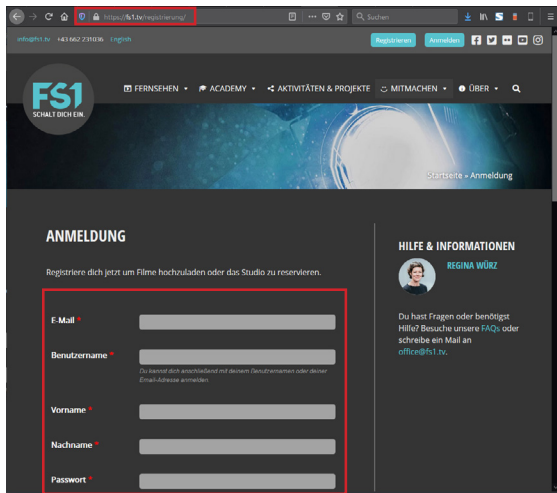 https://fs1.tv/registrierung/
Suchen
info@fs1.tv +43 662 231036 English
Registrieren Anmelden
FS1
SCHALT DICH EIN.
FERNSEHEN ACADEMY AKTIVITÄTEN & PROJEKTE MITMACHEN ÜBER
Startseite » Anmeldung
ANMELDUNG
Registriere dich jetzt um Filme hochzuladen oder das Studio zu reservieren.
E-Mail *
Benutzername *
Du kannst dich anschließend mit deinem Benutzernamen oder deiner
Email-Adresse anmelden.
Vorname *
Nachname *
Passwort *
HILFE & INFORMATIONEN
REGINA WÜRZ
Du hast Fragen oder benötigst
Hilfe? Besuche unsere FAQs oder
schreibe ein Mail an
office@fs1.tv.